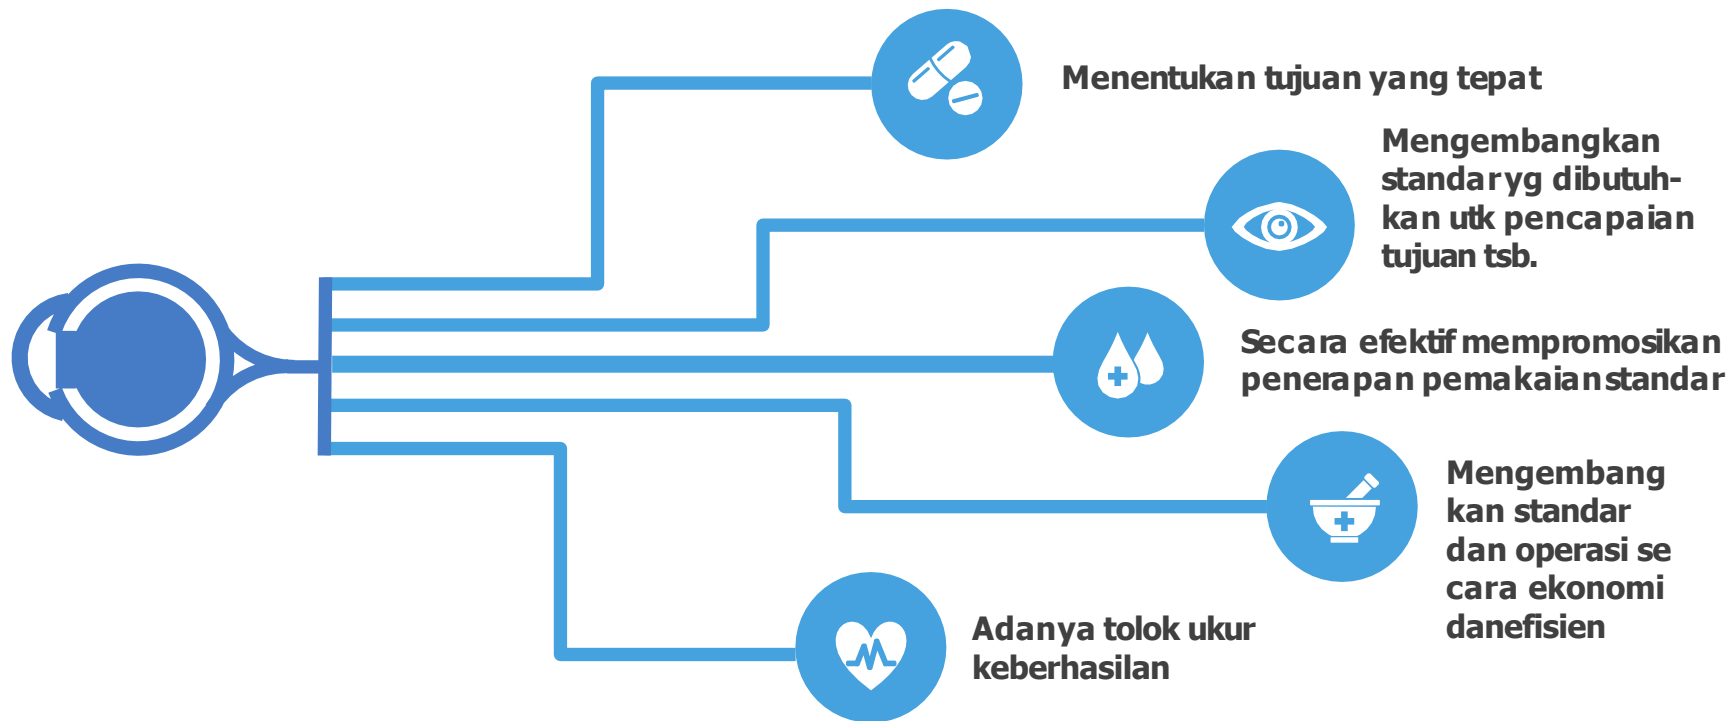 Menentukan tujuan yang tepat
Mengembangkan
standar yg dibutuh-
kan utk pencapaian
tujuan tsb.
Secara efektif mempromosikan
penerapan pemakaian standar
Mengembang
kan standar
dan operasi se
cara ekonomi
danefisien
Adanya tolok ukur
keberhasilan